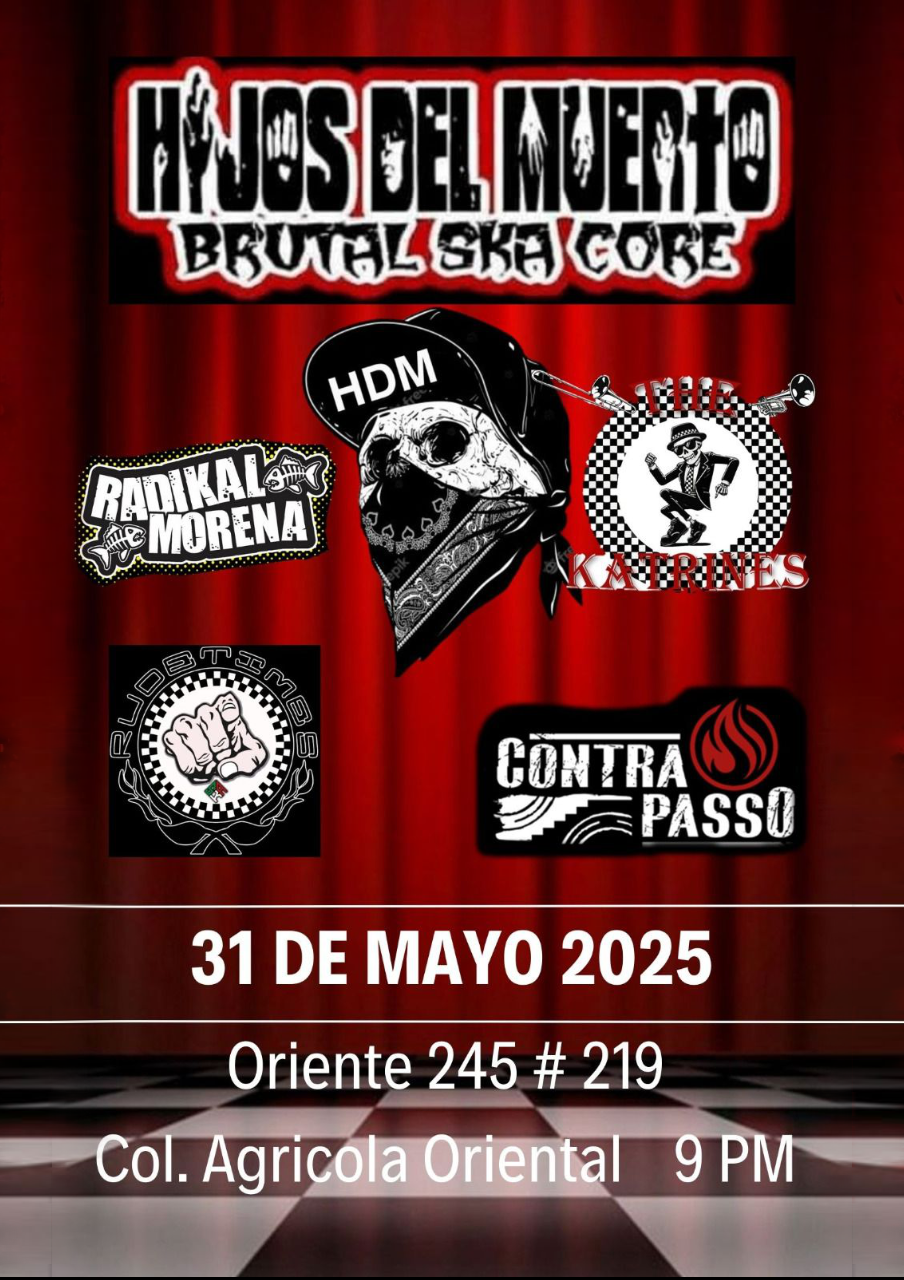 HIJOS DEL MUERTO
BRUTAL SKA CORE
HDM
THE
KATRINES
RADIKAL
MORENA
RUDSTIMES
CONTRA
PASSO
31 DE MAYO 2025
Oriente 245 # 219
Col. Agricola Oriental 9 PM